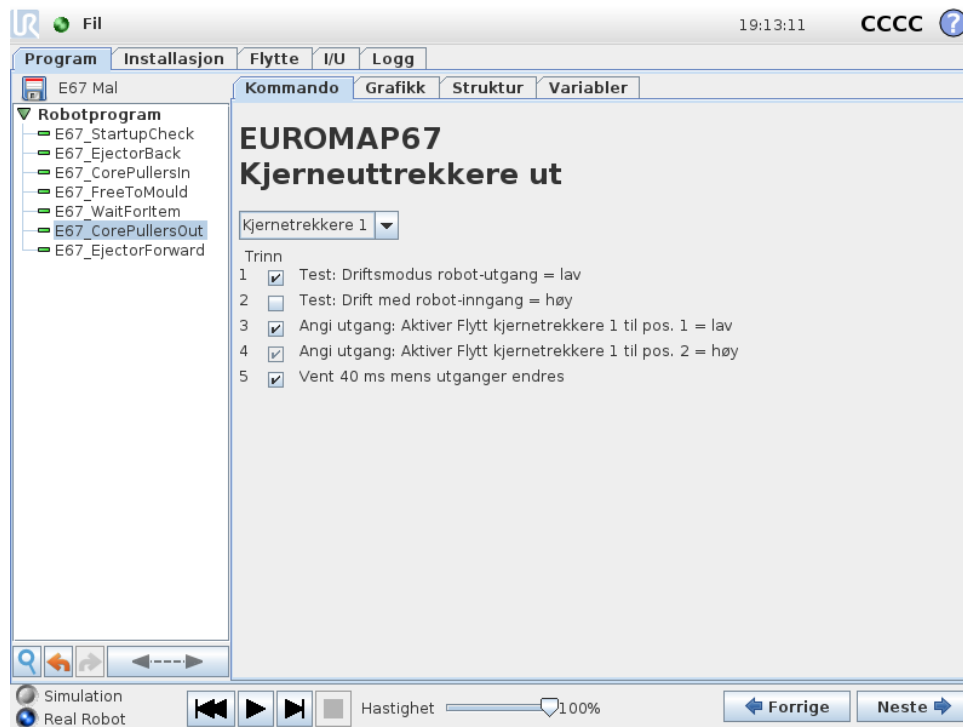 UR Fil 19:13:11 CCCC ?
Program Installasjon Flytte I/U Logg
E67 Mal
Kommando Grafikk Struktur Variabler
Robotprogram
E67_StartupCheck
E67_EjectorBack
E67_CorePullersIn
E67_FreeToMould
E67_WaitForItem
E67_CorePullersOut
E67_EjectorForward
EUROMAP67
Kjerneuttrekkere ut
Kjernetrekkere 1
Trinn
1 Test: Driftsmodus robot-utgang = lav
2 Test: Drift med robot-inngang = høy
3 Angi utgang: Aktiver Flytt kjernetrekkere 1 til pos. 1 = lav
4 Angi utgang: Aktiver Flytt kjernetrekkere 1 til pos. 2 = høy
5 Vent 40 ms mens utganger endres
Simulation
Real Robot
Hastighet 100%
Forrige Neste